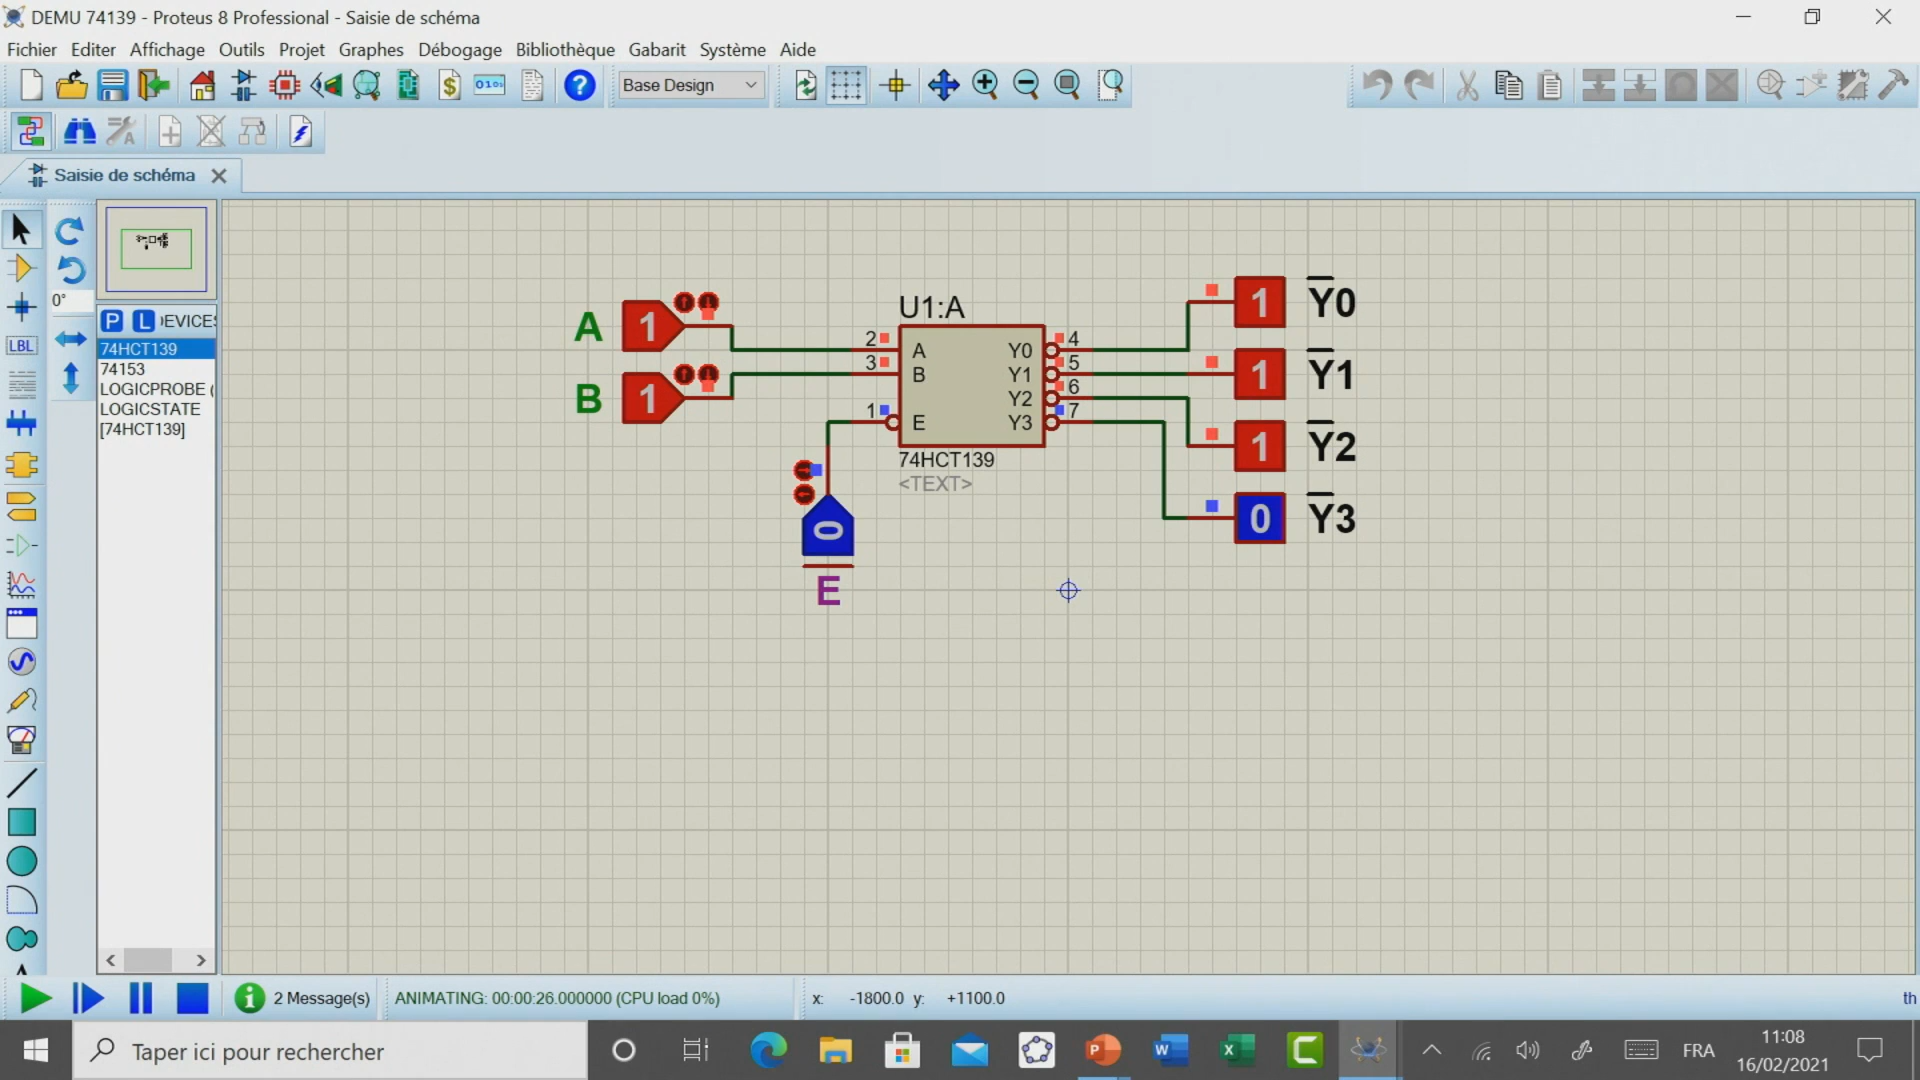 DEMU 74139 - Proteus 8 Professional - Saisie de schéma
Fichier Editer Affichage Outils Projet Graphes Débogage Bibliothèque Gabarit Système Aide
Base Design
Saisie de schéma
0°
P L DEVICES
LBL
74HCT139
74153
LOGICPROBE (
LOGICSTATE
[74HCT139]
A 1
B 1
0
E
U1:A
2 A Y0 4
3 B Y1 5
Y2 6
1 E Y3 7
74HCT139
<TEXT>
1 Y0
1 Y1
1 Y2
0 Y3
2 Message(s)
ANIMATING: 00:00:26.000000 (CPU load 0%)
x: -1800.0 y: +1100.0
th
Taper ici pour rechercher
FRA
11:08
16/02/2021